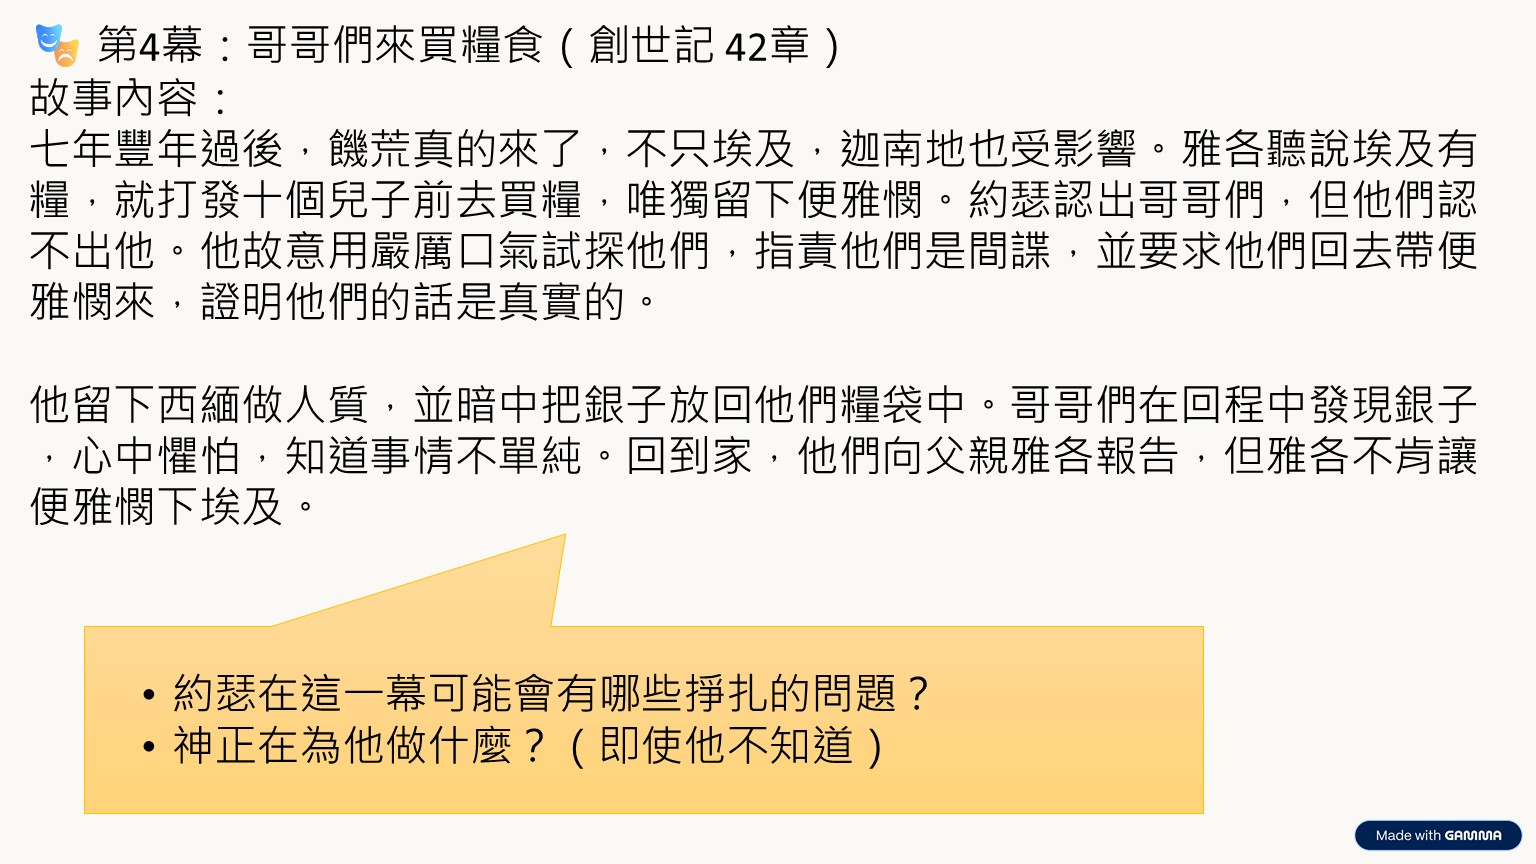 🎭 第4幕：哥哥們來買糧食（創世記 42章）
故事內容：
七年豐年過後，饑荒真的來了，不只埃及，迦南地也受影響。雅各聽說埃及有
糧，就打發十個兒子前去買糧，唯獨留下便雅憫。約瑟認出哥哥們，但他們認
不出他。他故意用嚴厲口氣試探他們，指責他們是間諜，並要求他們回去帶便
雅憫來，證明他們的話是真實的。
他留下西緬做人質，並暗中把銀子放回他們糧袋中。哥哥們在回程中發現銀子
，心中懼怕，知道事情不單純。回到家，他們向父親雅各報告，但雅各不肯讓
便雅憫下埃及。
• 約瑟在這一幕可能會有哪些掙扎的問題？
• 神正在為他做什麼？（即使他不知道）
Made with GAMMA